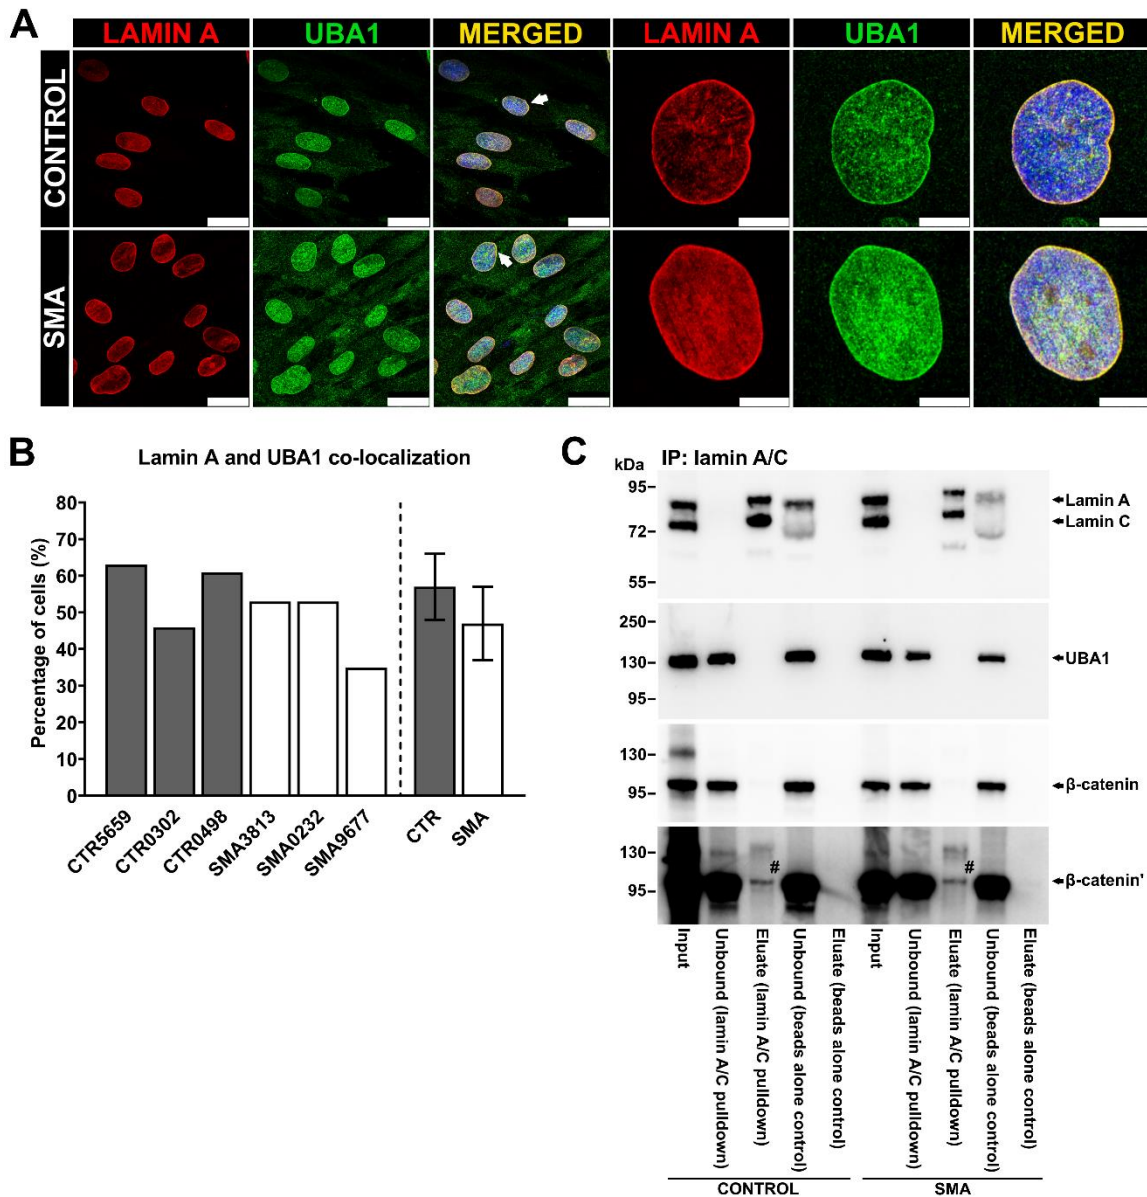 A
LAMIN A UBA1 MERGED LAMIN A UBA1 MERGED
CONTROL
SMA
B
Lamin A and UBA1 co-localization
Percentage of cells (%)
80
70
60
50
40
30
20
10
0
CTR5659 CTR0302 CTR0498 SMA3813 SMA0232 SMA9677 CTR SMA
C
kDa IP: lamin A/C
95
72
55
Lamin A
Lamin C
250
130
95
UBA1
130
95
β-catenin
130
95
# #
β-catenin'
Input
Unbound (lamin A/C pulldown)
Eluate (lamin A/C pulldown)
Unbound (beads alone control)
Eluate (beads alone control)
Input
Unbound (lamin A/C pulldown)
Eluate (lamin A/C pulldown)
Unbound (beads alone control)
Eluate (beads alone control)
CONTROL SMA